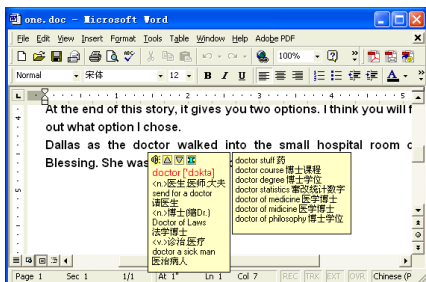 one.doc - Microsoft Word
File Edit View Insert Format Tools Table Window Help Adobe PDF
100%
Normal 宋体 12 B I U A
1 2 3 4 5
At the end of this story, it gives you two options. I think you will f
out what option I chose.
Dallas as the doctor walked into the small hospital room
Blessing. She was
doctor ['dɔktə]
<n.>医生,医师,大夫
send for a doctor
请医生
<n.>博士(略Dr.)
Doctor of Laws
法学博士
<v.>诊治,医疗
doctor a sick man
医治病人
doctor stuff 药
doctor course 博士课程
doctor degree 博士学位
doctor statistics 窜改统计数字
doctor of medicine 医学博士
doctor of midicine 医学博士
doctor of philosophy 博士学位
Page 1 Sec 1 1/1 At 1" Ln 1 Col 7 REC TRK EXT OVR Chinese (P